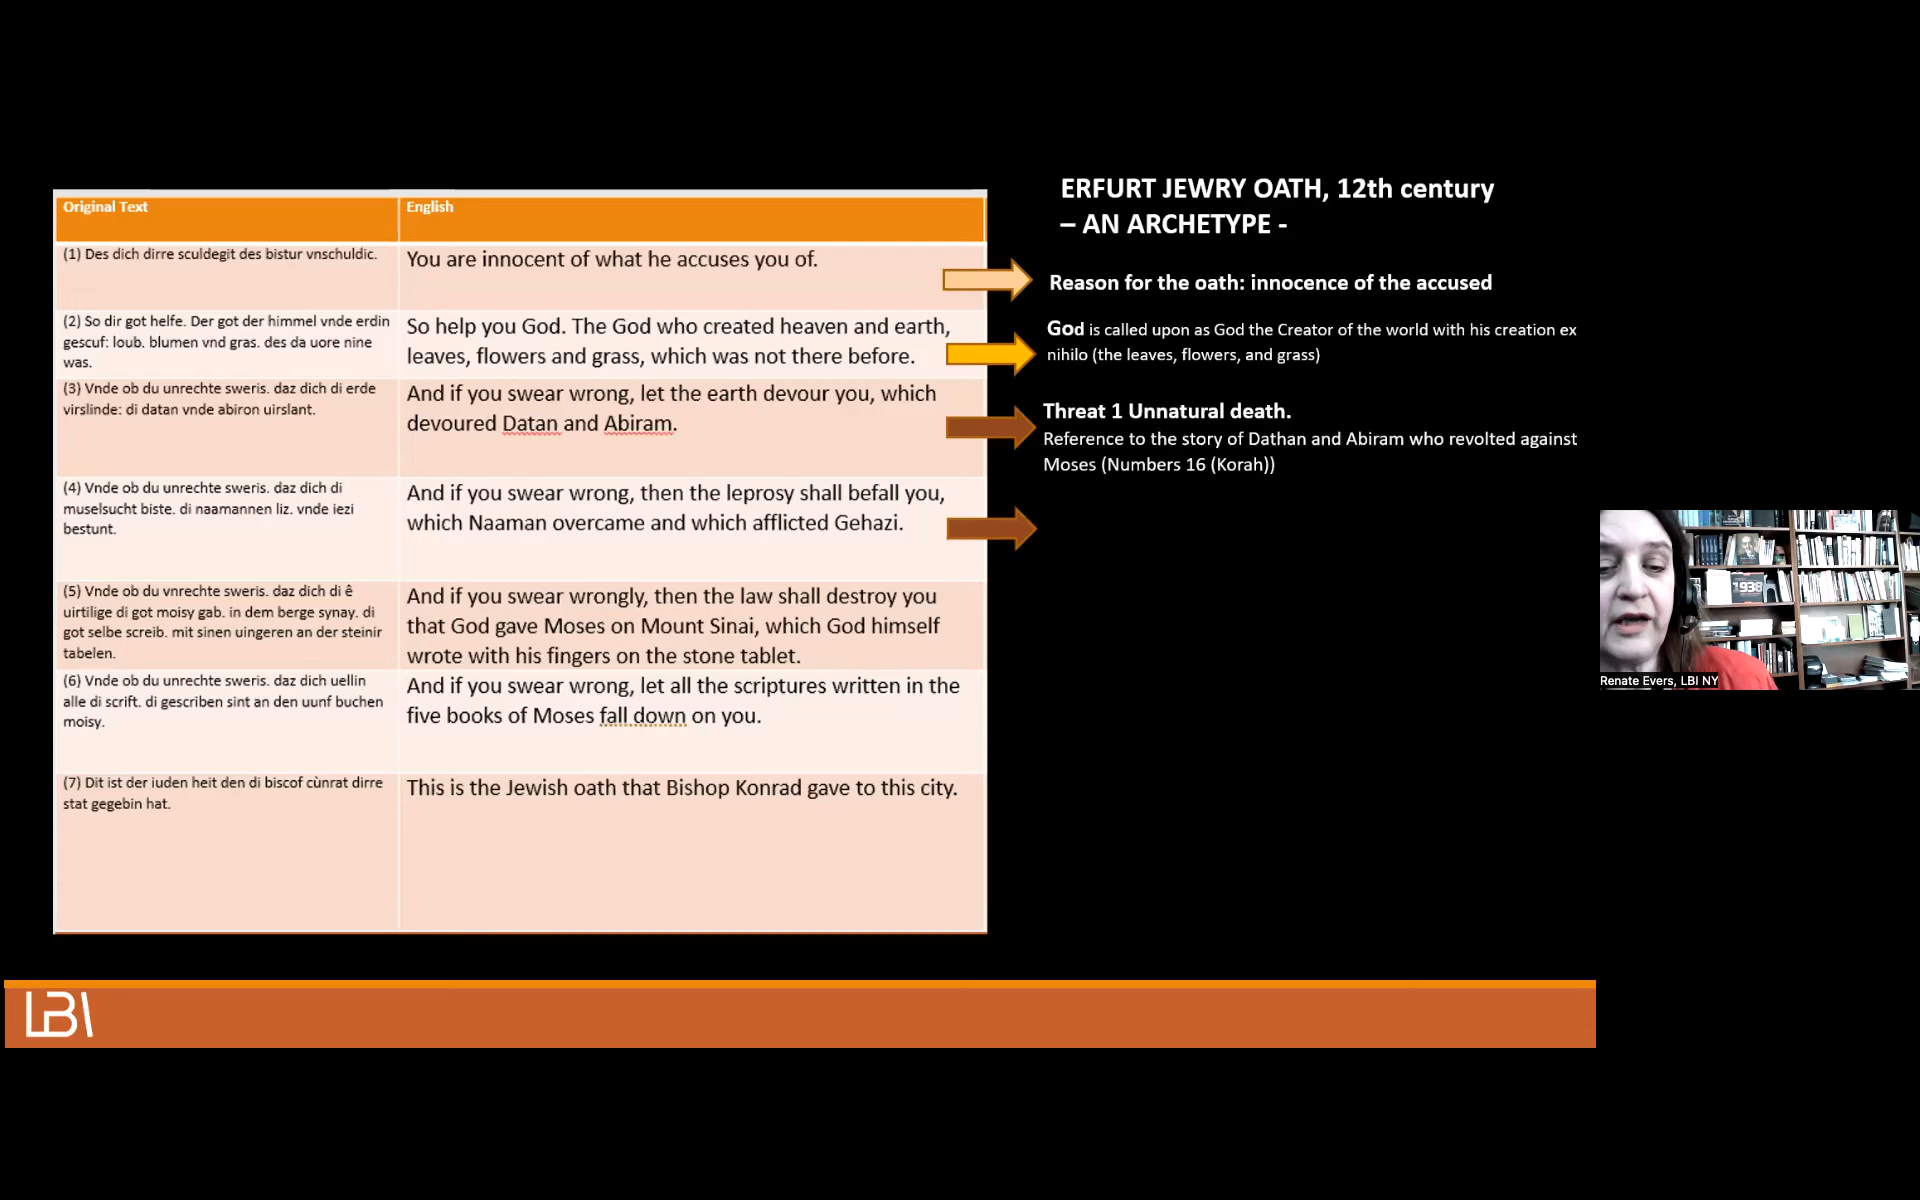 Original Text
English
(1) Des dich dirre sculdegit des bistur vnschuldic.
You are innocent of what he accuses you of.
(2) So dir got helfe. Der got der himmel vnde erdin
gescuf: loub. blumen vnd gras. des da uore nine
was.
So help you God. The God who created heaven and earth,
leaves, flowers and grass, which was not there before.
(3) Vnde ob du unrechte sweris. daz dich di erde
virslinde: di datan vnde abiron uirslant.
And if you swear wrong, let the earth devour you, which
devoured Datan and Abiram.
(4) Vnde ob du unrechte sweris. daz dich di
muselsucht biste. di naamannen liz. vnde iezi
bestunt.
And if you swear wrong, then the leprosy shall befall you,
which Naaman overcame and which afflicted Gehazi.
(5) Vnde ob du vnrechte sweris. daz dich di ê
uirtilige di got moisy gab. in dem berge synay. di
got selbe screib. mit sinen uingeren an der steinir
tabelen.
And if you swear wrongly, then the law shall destroy you
that God gave Moses on Mount Sinai, which God himself
wrote with his fingers on the stone tablet.
(6) Vnde ob du unrechte sweris. daz dich uellin
alle di scrift. di gescriben sint an den uunf buchen
moisy.
And if you swear wrong, let all the scriptures written in the
five books of Moses fall down on you.
(7) Dit ist der iuden heit den di biscof cùnrat dirre
stat gegebin hat.
This is the Jewish oath that Bishop Konrad gave to this city.
ERFURT JEWRY OATH, 12th century
– AN ARCHETYPE -
Reason for the oath: innocence of the accused
God is called upon as God the Creator of the world with his creation ex
nihilo (the leaves, flowers, and grass)
Threat 1 Unnatural death.
Reference to the story of Dathan and Abiram who revolted against
Moses (Numbers 16 (Korah))
1938
Renate Evers, LBI NY
LBI